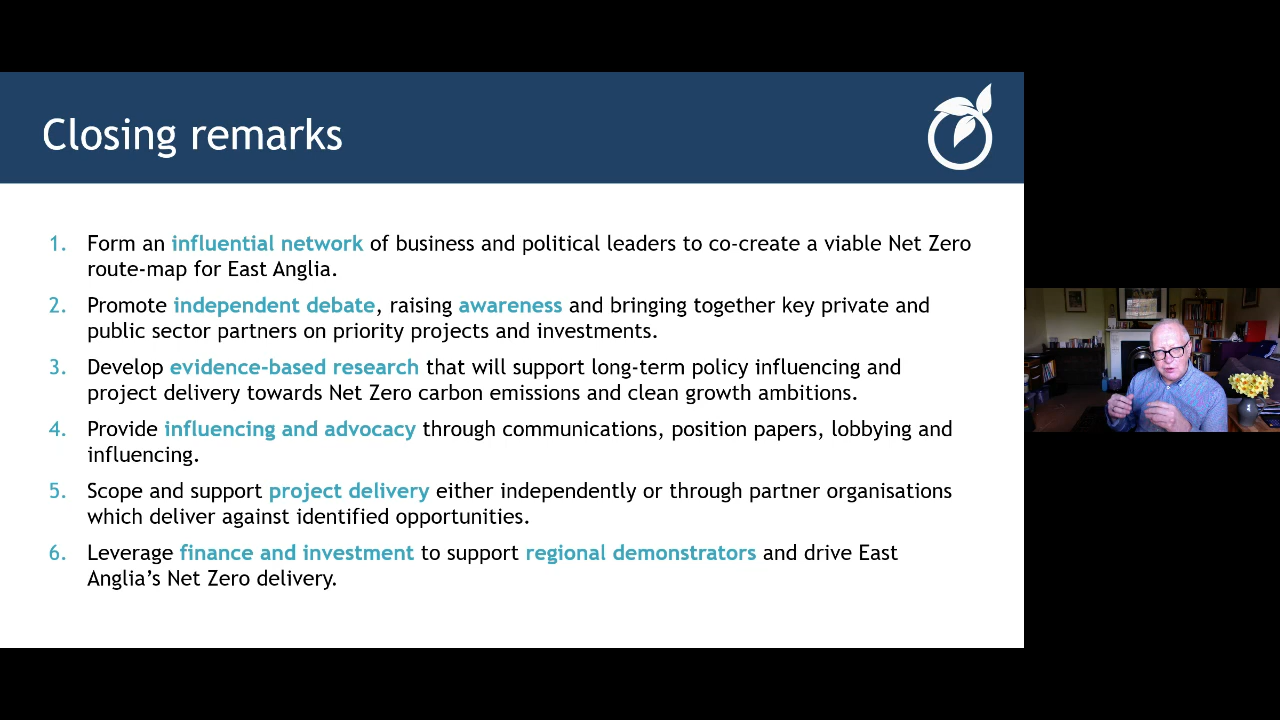 Closing remarks
1. Form an influential network of business and political leaders to co-create a viable Net Zero
route-map for East Anglia.
2. Promote independent debate, raising awareness and bringing together key private and
public sector partners on priority projects and investments.
3. Develop evidence-based research that will support long-term policy influencing and
project delivery towards Net Zero carbon emissions and clean growth ambitions.
4. Provide influencing and advocacy through communications, position papers, lobbying and
influencing.
5. Scope and support project delivery either independently or through partner organisations
which deliver against identified opportunities.
6. Leverage finance and investment to support regional demonstrators and drive East
Anglia’s Net Zero delivery.